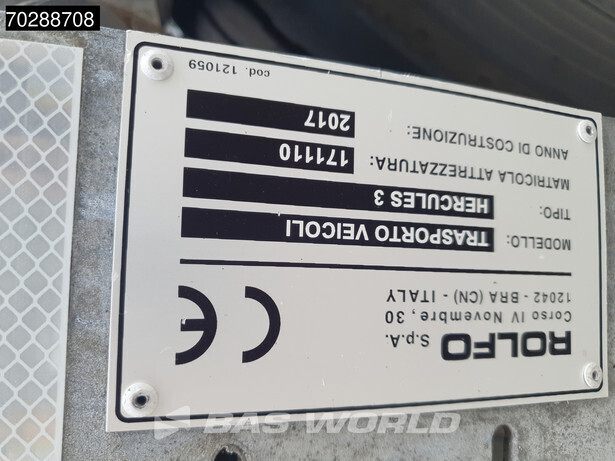 70288708
ROLFO S.p.A.
Corso IV Novembre, 30
12042 - BRA (CN) - ITALY
CE
MODELLO: TRASPORTO VEICOLI
TIPO: HERCULES 3
MATRICOLA ATTREZZATURA: 171110
ANNO DI COSTRUZIONE: 2017
cod. 121059
BAS WORLD